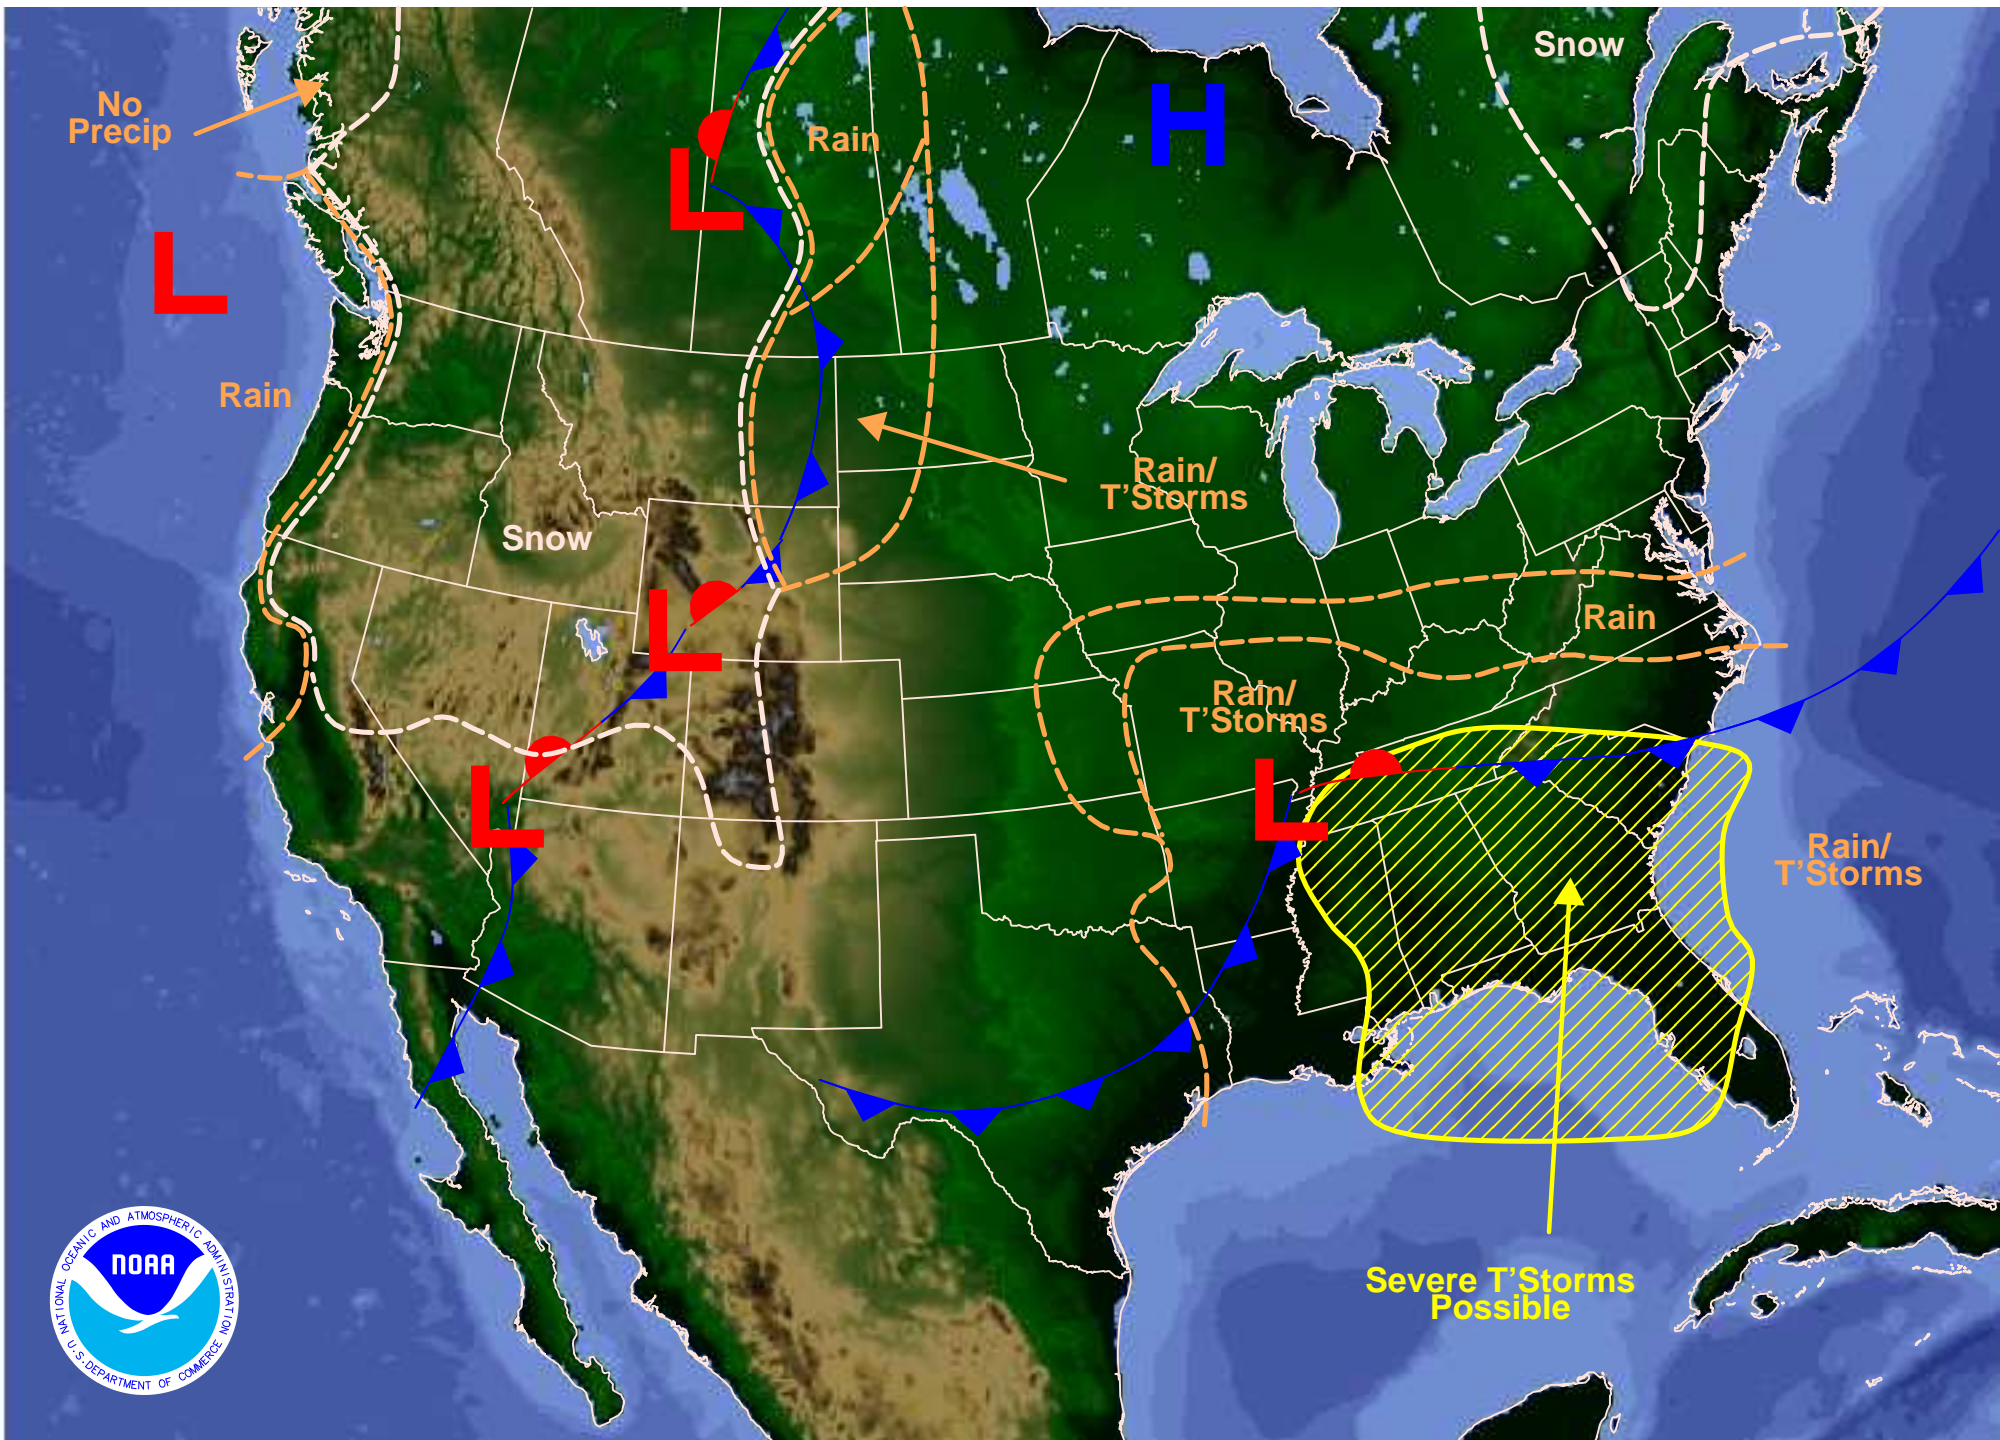 Snow
No
Precip
H
Rain
L
L
Rain
Rain/
T'Storms
Snow
Rain
L
Rain/
T'Storms
L
L
Rain/
T'Storms
Severe T'Storms
Possible
NATIONAL OCEANIC AND ATMOSPHERIC ADMINISTRATION
NOAA
U.S. DEPARTMENT OF COMMERCE